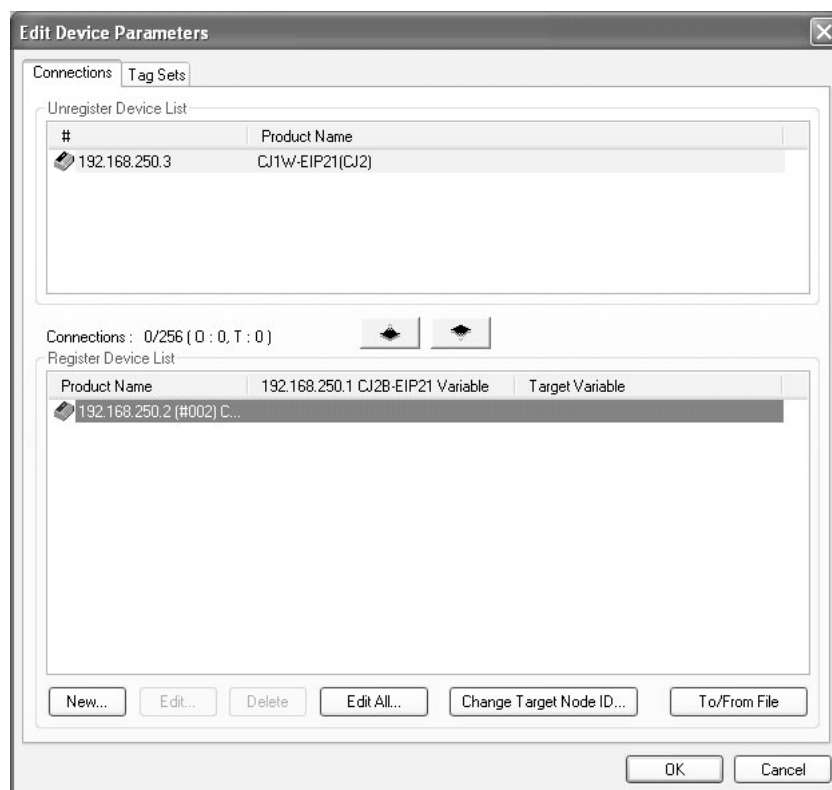 Edit Device Parameters
Connections Tag Sets
Unregister Device List
# Product Name
192.168.250.3 CJ1W-EIP21(CJ2)
Connections : 0/256 ( O : 0, T : 0 )
Register Device List
Product Name 192.168.250.1 CJ2B-EIP21 Variable Target Variable
192.168.250.2 (#002) C...
New... Edit... Delete Edit All... Change Target Node ID... To/From File
OK Cancel